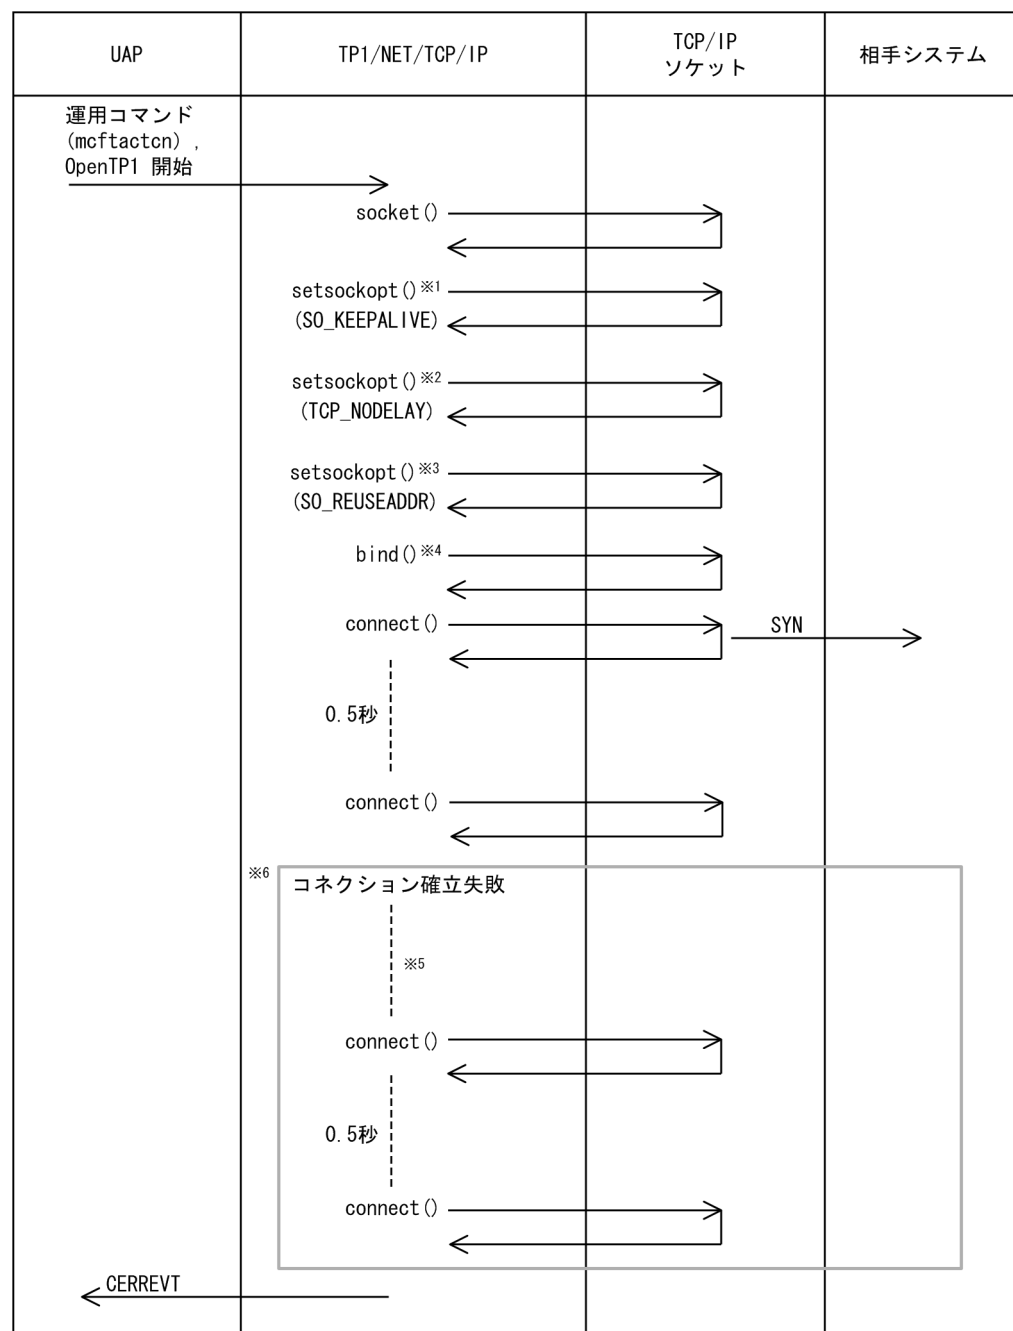 UAP
TP1/NET/TCP/IP
TCP/IP
ソケット
相手システム
運用コマンド
(mcftactcn),
OpenTP1 開始
socket()
setsockopt()※1
(SO_KEEPALIVE)
setsockopt()※2
(TCP_NODELAY)
setsockopt()※3
(SO_REUSEADDR)
bind()※4
connect()
SYN
0.5秒
connect()
※6
コネクション確立失敗
※5
connect()
0.5秒
connect()
CERREVT